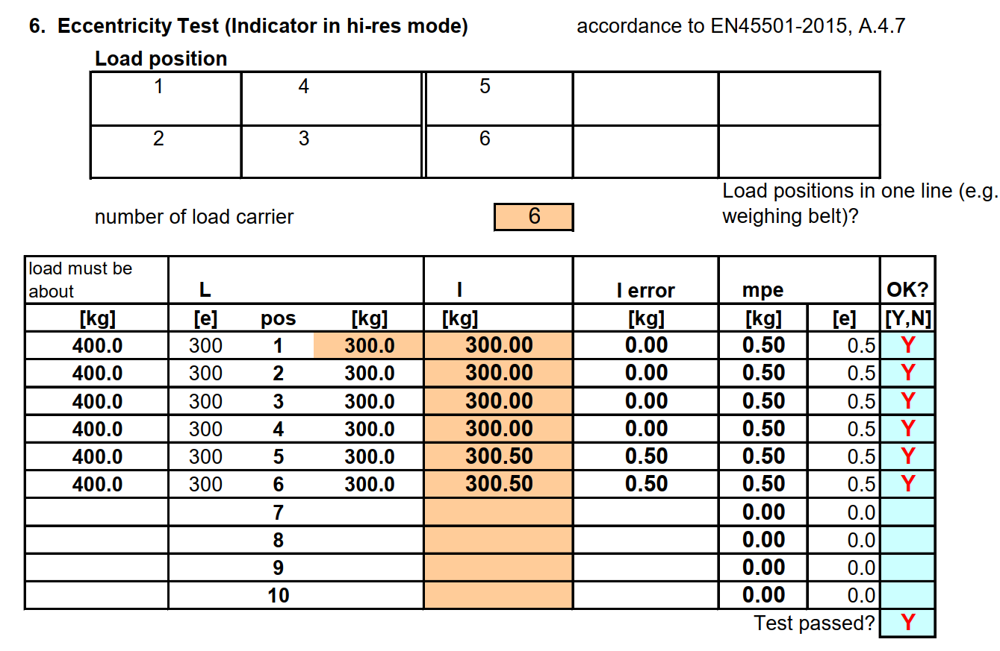 6. Eccentricity Test (Indicator in hi-res mode) accordance to EN45501-2015, A.4.7
Load position
1 4 5
2 3 6
Load positions in one line (e.g.
number of load carrier 6 weighing belt)?
load must be
about L I I error mpe OK?
[kg] [e] pos [kg] [kg] [kg] [kg] [e] [Y,N]
400.0 300 1 300.0 300.00 0.00 0.50 0.5 Y
400.0 300 2 300.0 300.00 0.00 0.50 0.5 Y
400.0 300 3 300.0 300.00 0.00 0.50 0.5 Y
400.0 300 4 300.0 300.00 0.00 0.50 0.5 Y
400.0 300 5 300.0 300.50 0.50 0.50 0.5 Y
400.0 300 6 300.0 300.50 0.50 0.50 0.5 Y
7 0.00 0.0
8 0.00 0.0
9 0.00 0.0
10 0.00 0.0
Test passed? Y